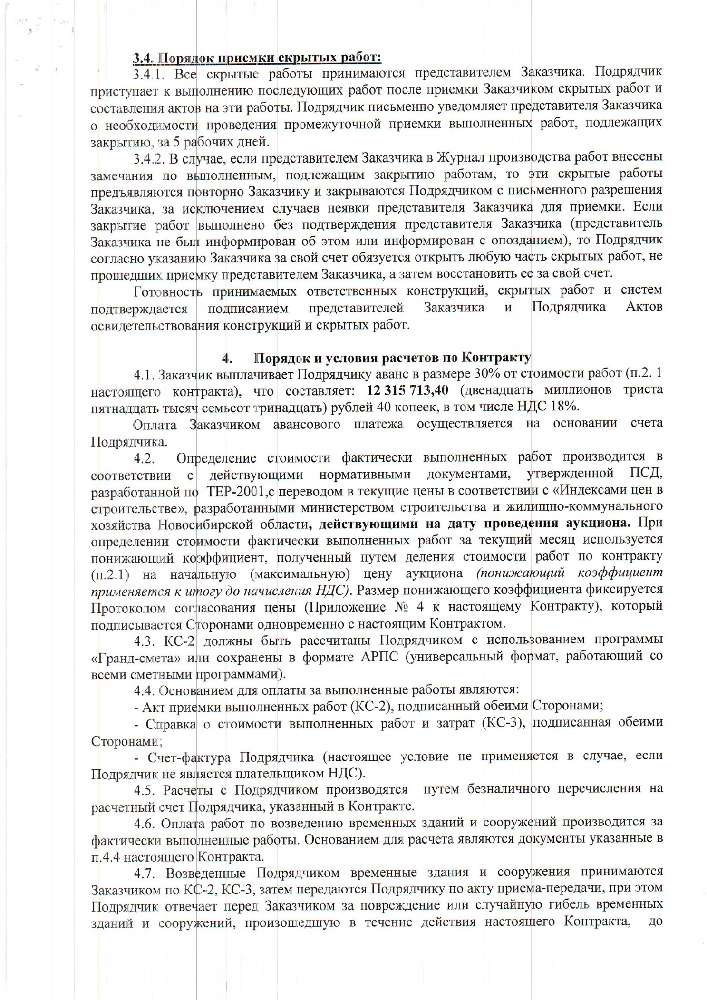 3.4. Порядок приемки скрытых работ:
3.4.1. Все скрытые работы принимаются представителем Заказчика. Подрядчик
приступает к выполнению последующих работ после приемки Заказчиком скрытых работ и
составления актов на эти работы. Подрядчик письменно уведомляет представителя Заказчика
о необходимости проведения промежуточной приемки выполненных работ, подлежащих
закрытию, за 5 рабочих дней.
3.4.2. В случае, если представителем Заказчика в Журнал производства работ внесены
замечания по выполненным, подлежащим закрытию работам, то эти скрытые работы
предъявляются повторно Заказчику и закрываются Подрядчиком с письменного разрешения
Заказчика, за исключением случаев неявки представителя Заказчика для приемки. Если
закрытие работ выполнено без подтверждения представителя Заказчика (представитель
Заказчика не был информирован об этом или информирован с опозданием), то Подрядчик
согласно указанию Заказчика за свой счет обязуется открыть любую часть скрытых работ, не
прошедших приемку представителем Заказчика, а затем восстановить ее за свой счет.
Готовность принимаемых ответственных конструкций, скрытых работ и систем
подтверждается подписанием представителей Заказчика и Подрядчика Актов
освидетельствования конструкций и скрытых работ.
4. Порядок и условия расчетов по Контракту
4.1. Заказчик выплачивает Подрядчику аванс в размере 30% от стоимости работ (п.2. 1
настоящего контракта), что составляет: 12 315 713,40 (двенадцать миллионов триста
пятнадцать тысяч семьсот тринадцать) рублей 40 копеек, в том числе НДС 18%.
Оплата Заказчиком авансового платежа осуществляется на основании счета
Подрядчика.
4.2. Определение стоимости фактически выполненных работ производится в
соответствии с действующими нормативными документами, утвержденной ПСД,
разработанной по ТЕР-2001,с переводом в текущие цены в соответствии с «Индексами цен в
строительстве», разработанными министерством строительства и жилищно-коммунального
хозяйства Новосибирской области, действующими на дату проведения аукциона. При
определении стоимости фактически выполненных работ за текущий месяц используется
понижающий коэффициент, полученный путем деления стоимости работ по контракту
(п.2.1) на начальную (максимальную) цену аукциона (понижающий коэффициент
применяется к итогу до начисления НДС). Размер понижающего коэффициента фиксируется
Протоколом согласования цены (Приложение № 4 к настоящему Контракту), который
подписывается Сторонами одновременно с настоящим Контрактом.
4.3. КС-2 должны быть рассчитаны Подрядчиком с использованием программы
«Гранд-смета» или сохранены в формате АРПС (универсальный формат, работающий со
всеми сметными программами).
4.4. Основанием для оплаты за выполненные работы являются:
- Акт приемки выполненных работ (КС-2), подписанный обеими Сторонами;
- Справка о стоимости выполненных работ и затрат (КС-3), подписанная обеими
Сторонами;
- Счет-фактура Подрядчика (настоящее условие не применяется в случае, если
Подрядчик не является плательщиком НДС).
4.5. Расчеты с Подрядчиком производятся путем безналичного перечисления на
расчетный счет Подрядчика, указанный в Контракте.
4.6. Оплата работ по возведению временных зданий и сооружений производится за
фактически выполненные работы. Основанием для расчета являются документы указанные в
п.4.4 настоящего Контракта.
4.7. Возведенные Подрядчиком временные здания и сооружения принимаются
Заказчиком по КС-2, КС-3, затем передаются Подрядчику по акту приема-передачи, при этом
Подрядчик отвечает перед Заказчиком за повреждение или случайную гибель временных
зданий и сооружений, произошедшую в течение действия настоящего Контракта, до